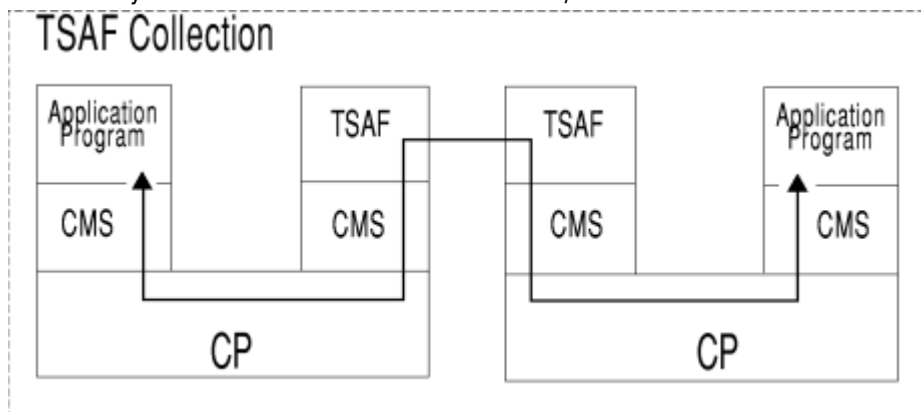 TSAF Collection
Application
Program
TSAF
TSAF
Application
Program
CMS
CMS
CMS
CMS
CP
CP